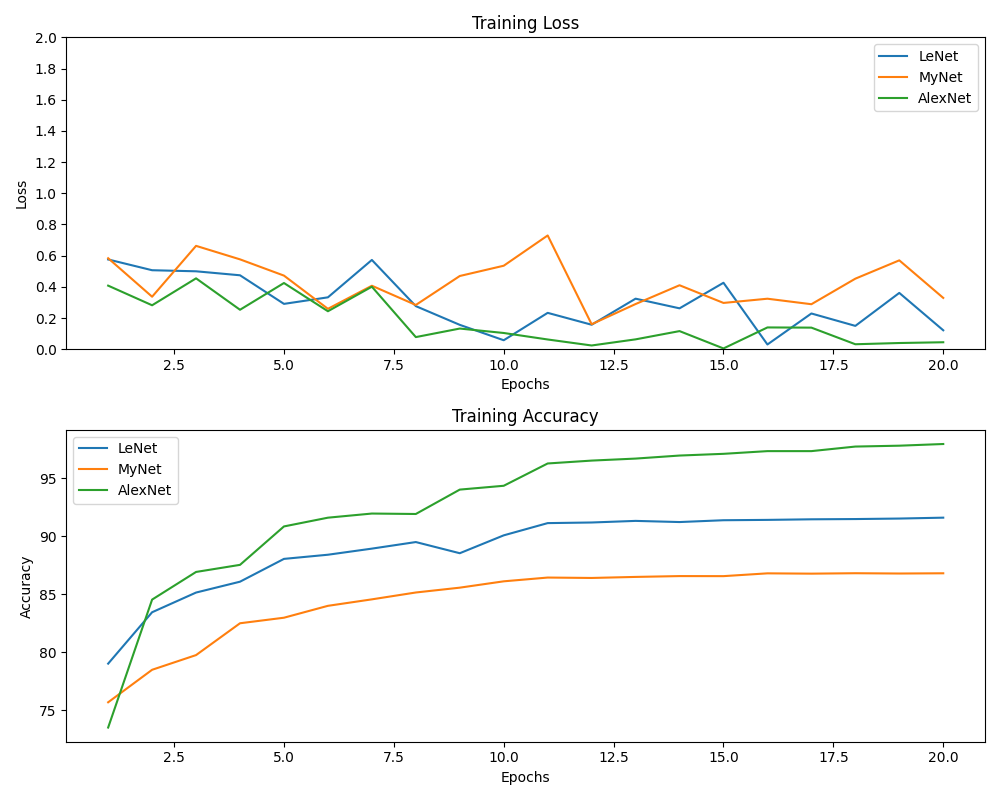 Training Loss
2.0
1.8
1.6
1.4
1.2
1.0
0.8
0.6
0.4
0.2
0.0
Loss
LeNet
MyNet
AlexNet
2.5 5.0 7.5 10.0 12.5 15.0 17.5 20.0
Epochs
Training Accuracy
LeNet
MyNet
AlexNet
95
90
85
80
75
Accuracy
2.5 5.0 7.5 10.0 12.5 15.0 17.5 20.0
Epochs